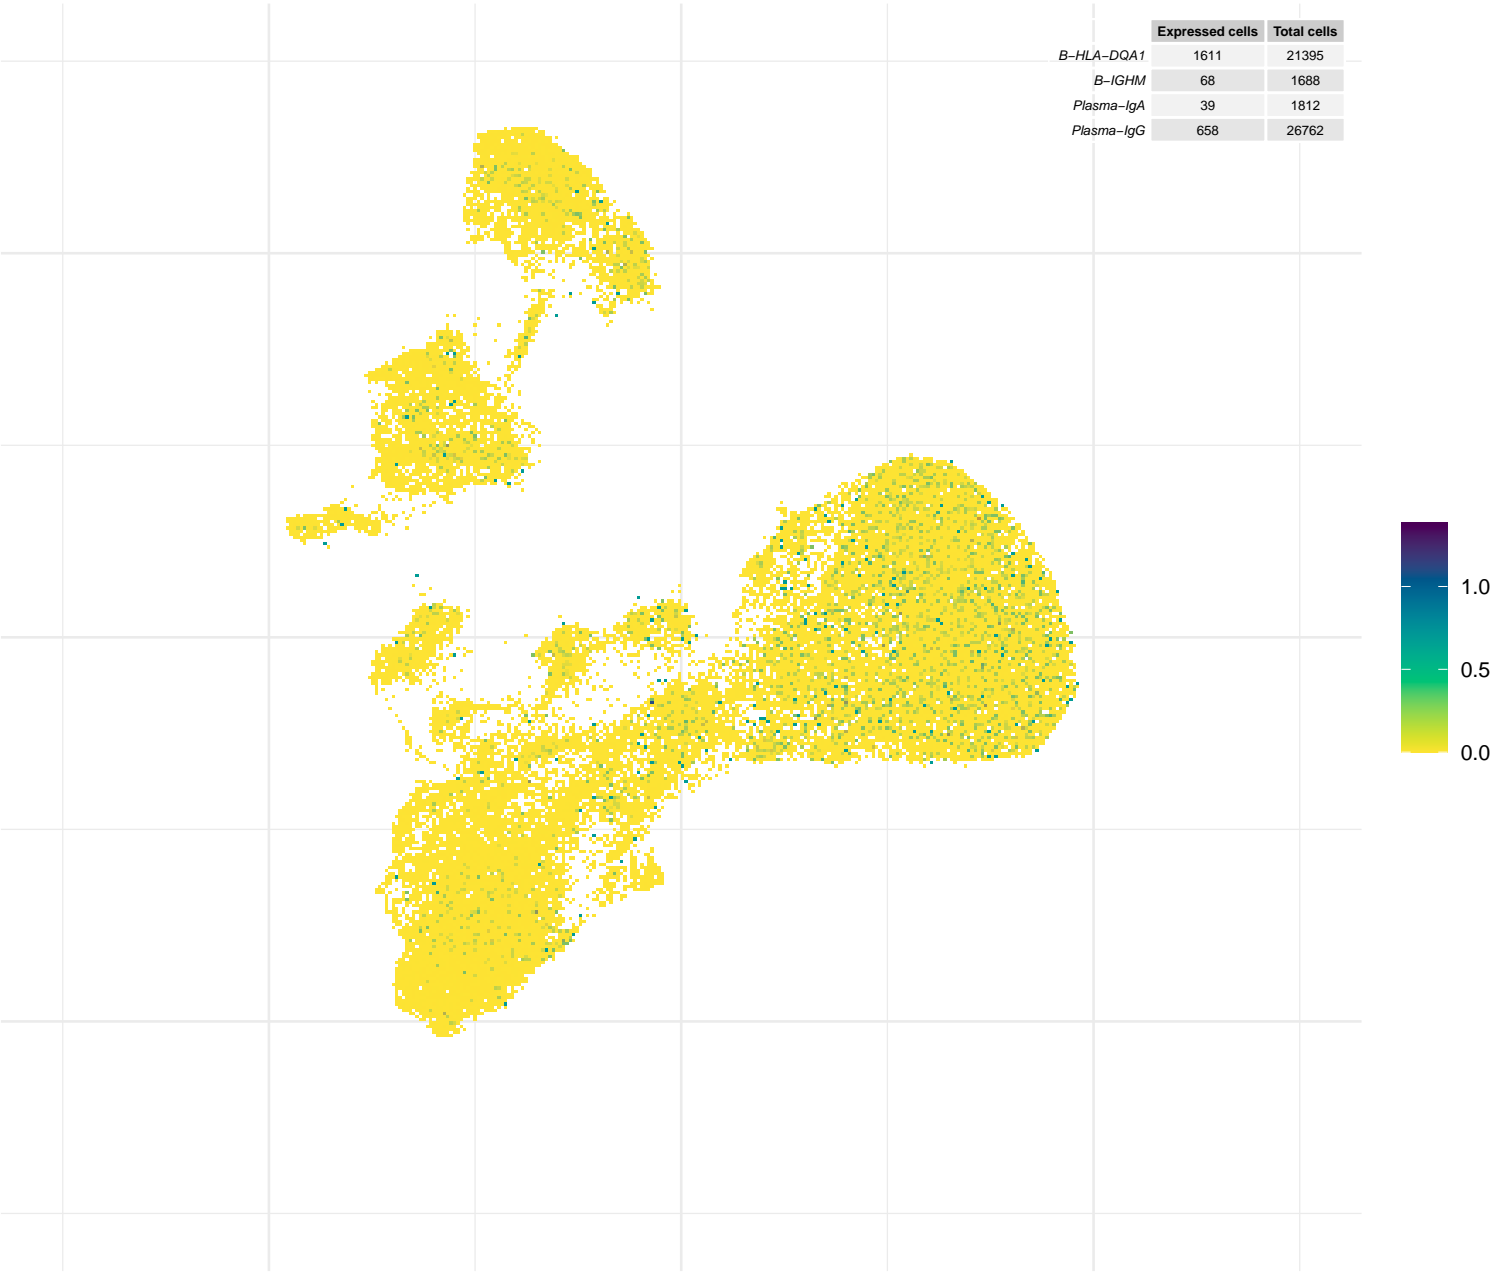 Expressed cells Total cells
B−HLA−DQA1 1611 21395
B−IGHM 68 1688
Plasma−IgA 39 1812
Plasma−IgG 658 26762
1.0
0.5
0.0